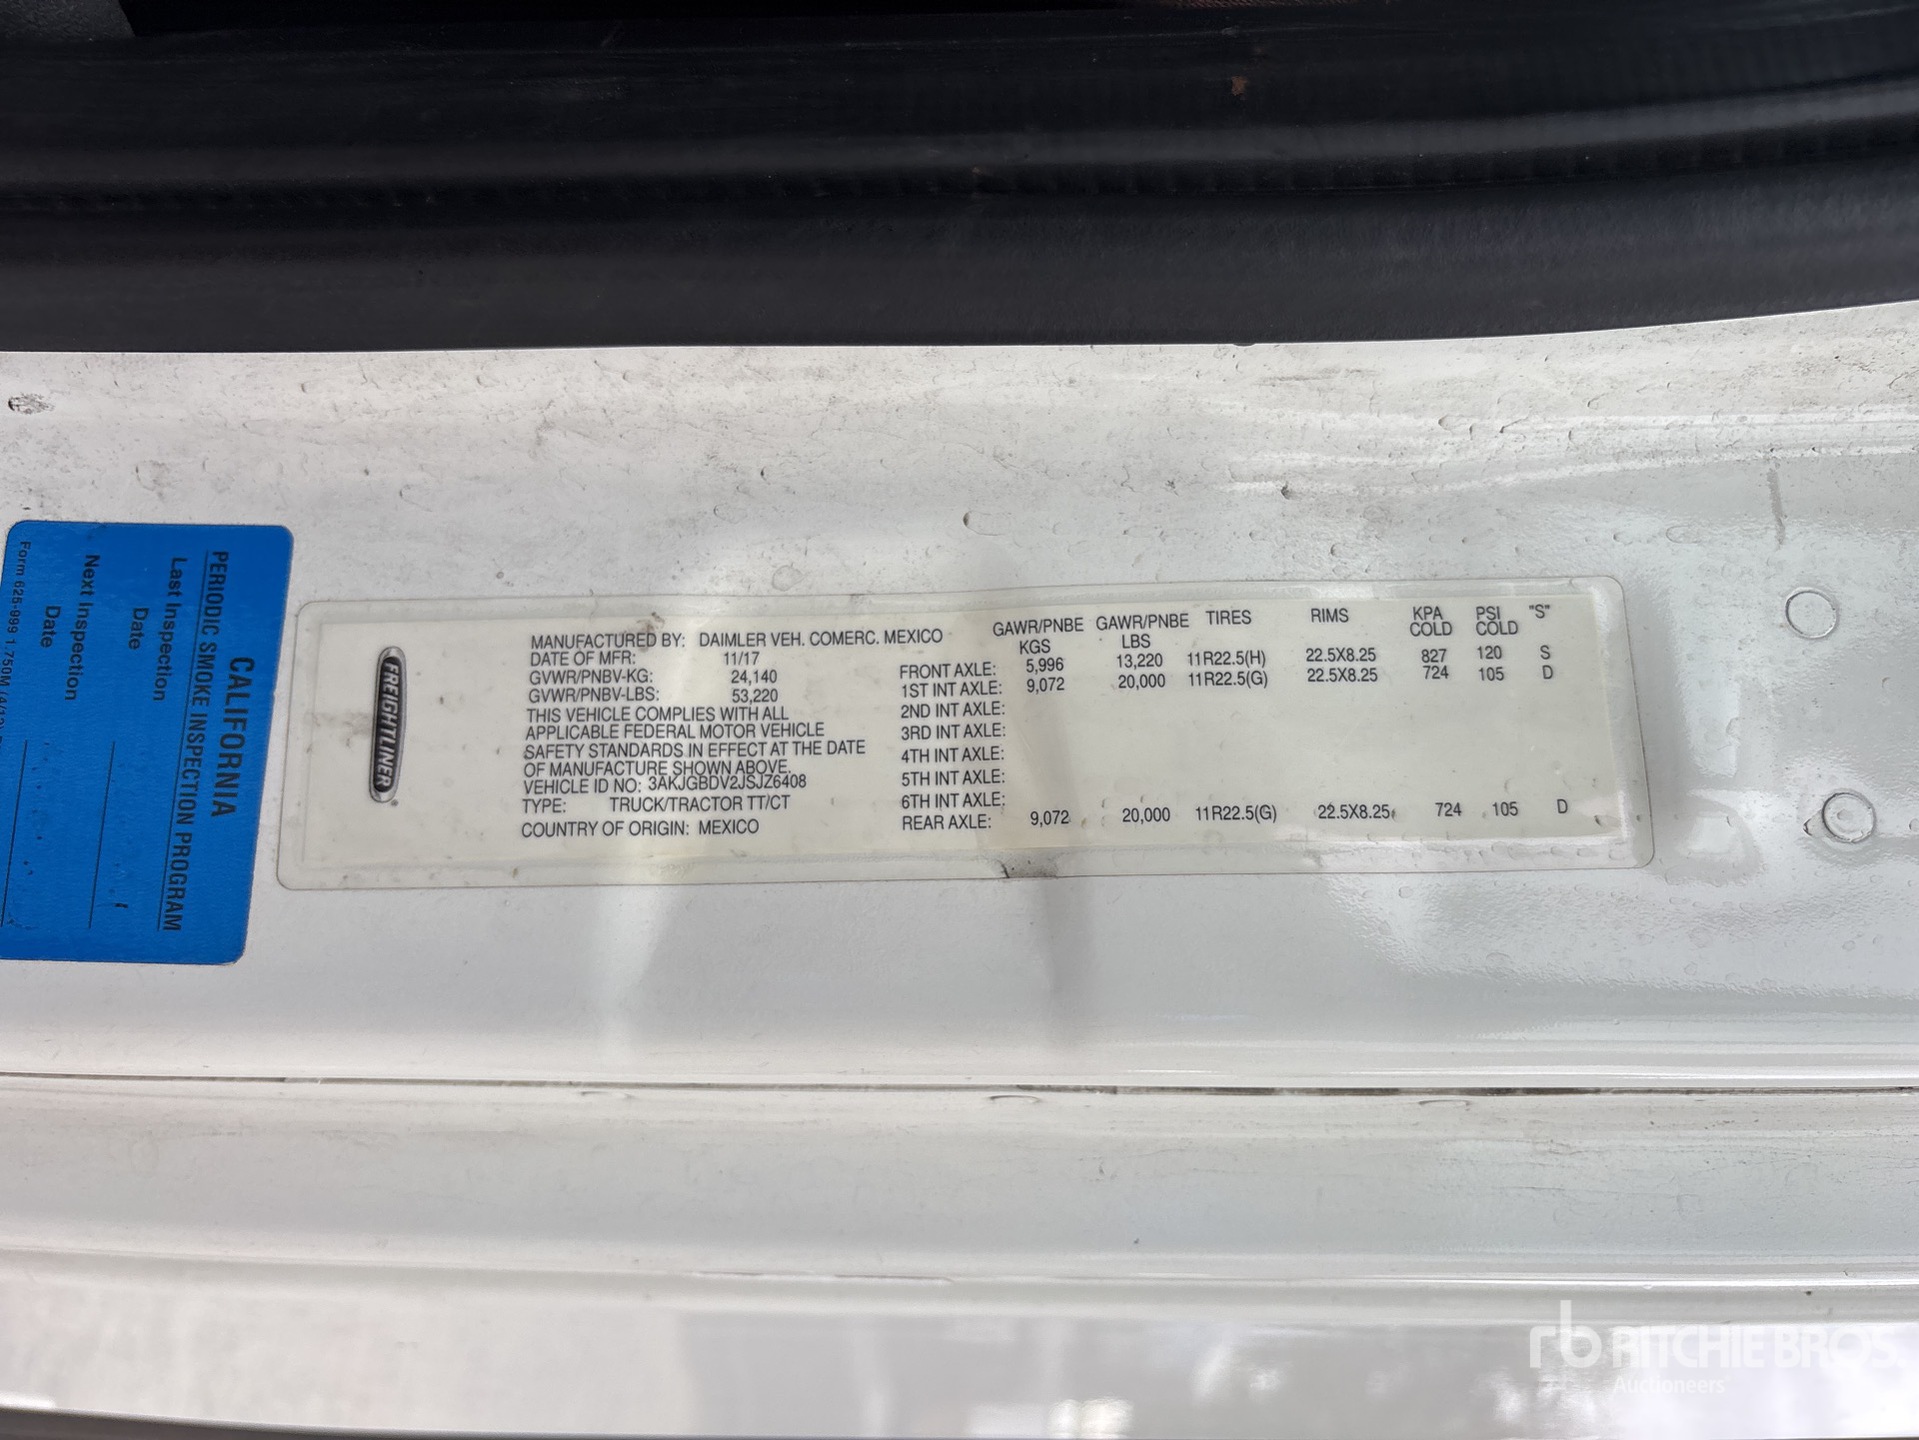 CALIFORNIA
PERIODIC SMOKE INSPECTION PROGRAM
Last Inspection
Date
Next Inspection
Date
Form 625-999 1.750M
FREIGHTLINER
MANUFACTURED BY: DAIMLER VEH. COMERC. MEXICO
DATE OF MFR: 11/17
GVWR/PNBV-KG: 24,140
GVWR/PNBV-LBS: 53,220
THIS VEHICLE COMPLIES WITH ALL
APPLICABLE FEDERAL MOTOR VEHICLE
SAFETY STANDARDS IN EFFECT AT THE DATE
OF MANUFACTURE SHOWN ABOVE.
VEHICLE ID NO: 3AKJGBDV2JSJZ6408
TYPE: TRUCK/TRACTOR TT/CT
COUNTRY OF ORIGIN: MEXICO
GAWR/PNBE KGS GAWR/PNBE LBS TIRES RIMS KPA COLD PSI COLD "S"
FRONT AXLE: 5,996 13,220 11R22.5(H) 22.5X8.25 827 120 S
1ST INT AXLE: 9,072 20,000 11R22.5(G) 22.5X8.25 724 105 D
2ND INT AXLE:
3RD INT AXLE:
4TH INT AXLE:
5TH INT AXLE:
6TH INT AXLE:
REAR AXLE: 9,072 20,000 11R22.5(G) 22.5X8.25 724 105 D
rb RITCHIE BROS.
Auctioneers